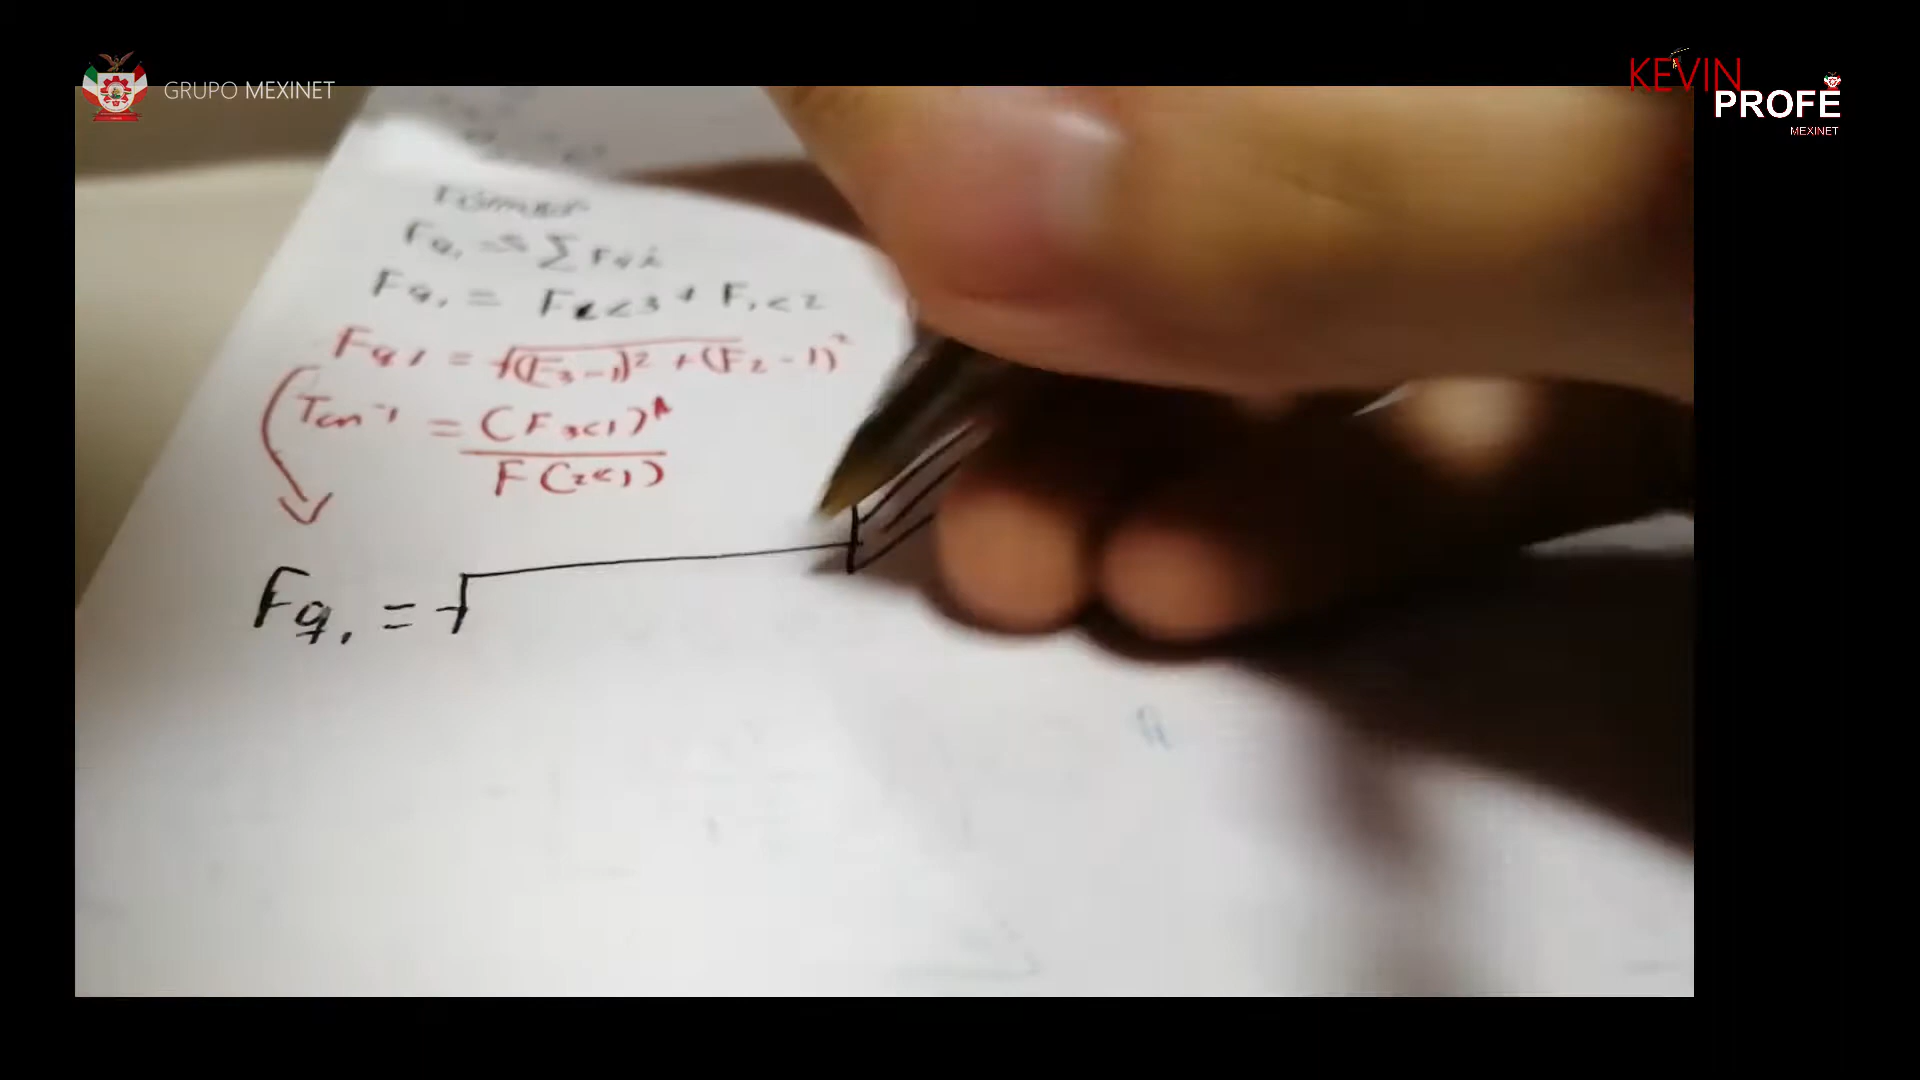 GRUPO MEXINET
KEVIN
PROFE
MEXINET
Fq1 = ∑ Fqi
Fq1 = F2<3 + F1<2
Fq1 = √(F3-1)² + (F2-1)²
Tan⁻¹ = (F3<1)
F(2<1)
Fq1 = √